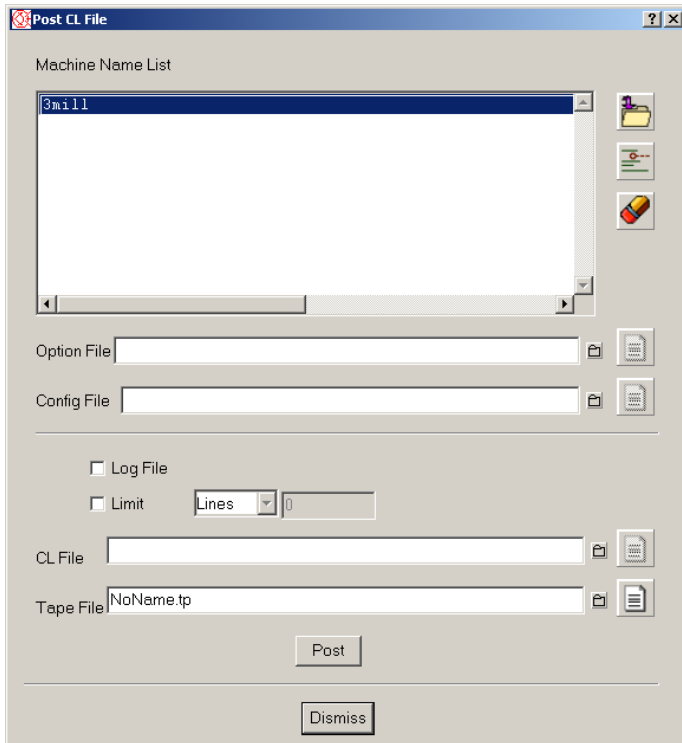 Post CL File
Machine Name List
3mill
Option File
Config File
Log File
Limit Lines 0
CL File
Tape File NoName.tp
Post
Dismiss